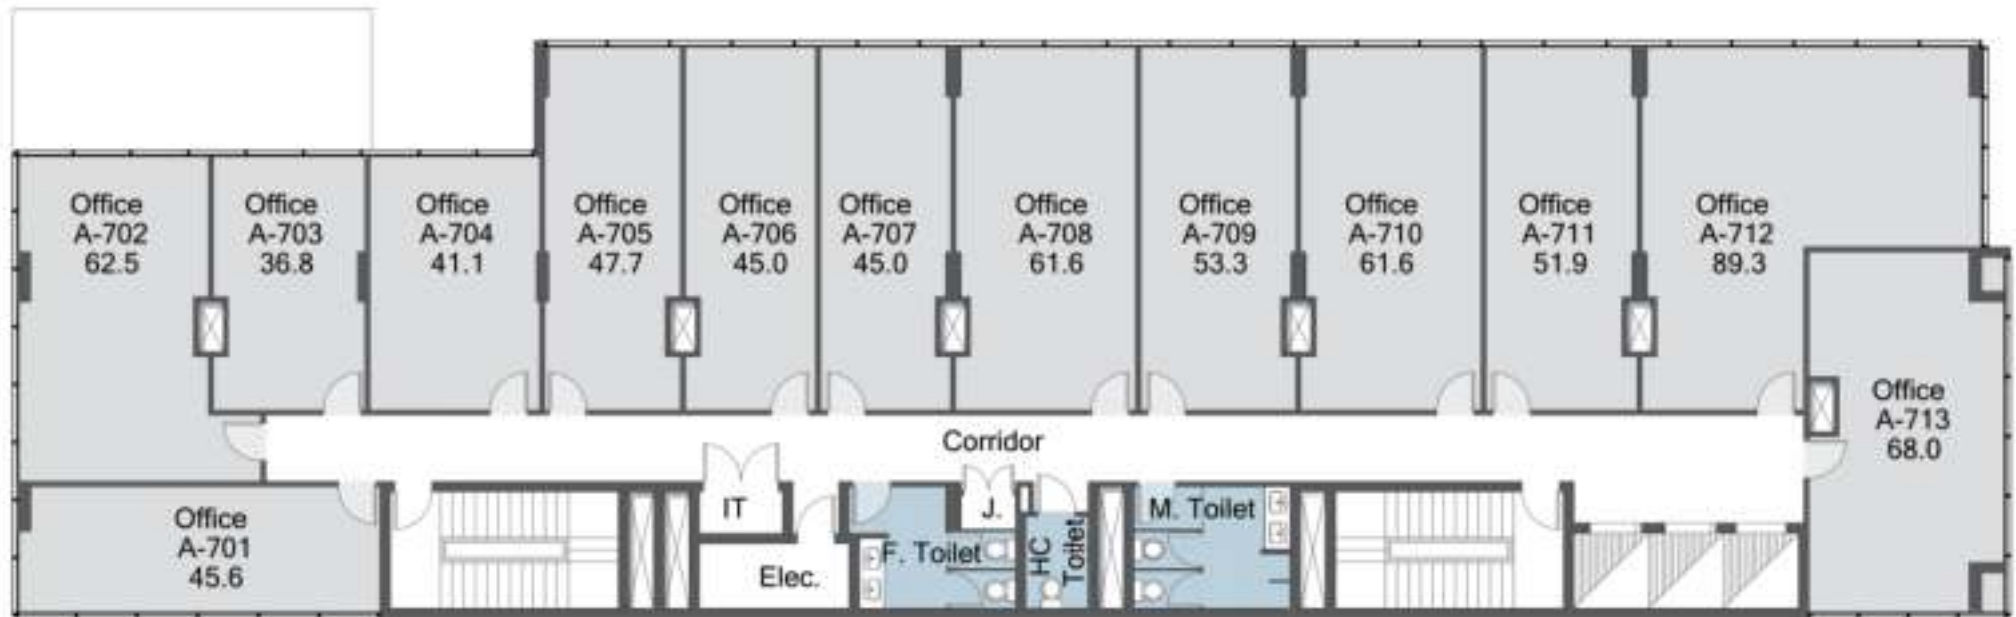 Office
A-702
62.5
Office
A-703
36.8
Office
A-704
41.1
Office
A-705
47.7
Office
A-706
45.0
Office
A-707
45.0
Office
A-708
61.6
Office
A-709
53.3
Office
A-710
61.6
Office
A-711
51.9
Office
A-712
89.3
Office
A-713
68.0
Corridor
Office
A-701
45.6
IT
Elec.
F. Toilet
J.
HC
Toilet
M. Toilet